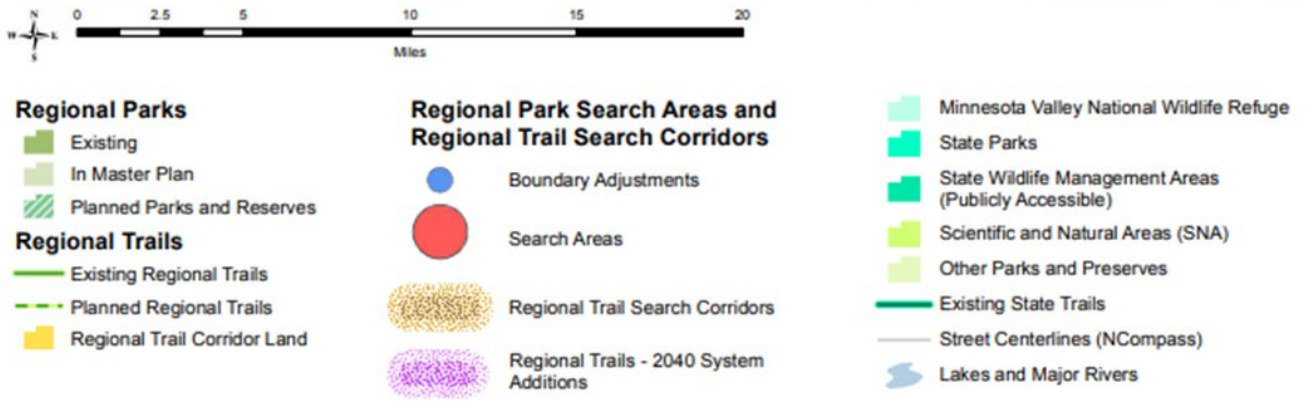 N
W E
S
0 2.5 5 10 15 20
Miles
Regional Parks
Existing
In Master Plan
Planned Parks and Reserves
Regional Trails
Existing Regional Trails
Planned Regional Trails
Regional Trail Corridor Land
Regional Park Search Areas and
Regional Trail Search Corridors
Boundary Adjustments
Search Areas
Regional Trail Search Corridors
Regional Trails - 2040 System
Additions
Minnesota Valley National Wildlife Refuge
State Parks
State Wildlife Management Areas
(Publicly Accessible)
Scientific and Natural Areas (SNA)
Other Parks and Preserves
Existing State Trails
Street Centerlines (NCompass)
Lakes and Major Rivers